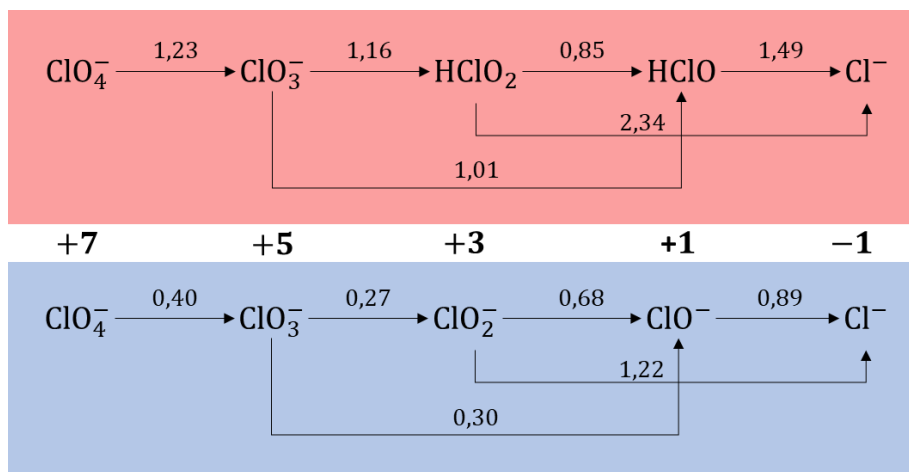 1,23 1,16 0,85 1,49
ClO₄⁻ ClO₃⁻ HClO₂ HClO Cl⁻
2,34
1,01
+7 +5 +3 +1 −1
0,40 0,27 0,68 0,89
ClO₄⁻ ClO₃⁻ ClO₂⁻ ClO⁻ Cl⁻
1,22
0,30